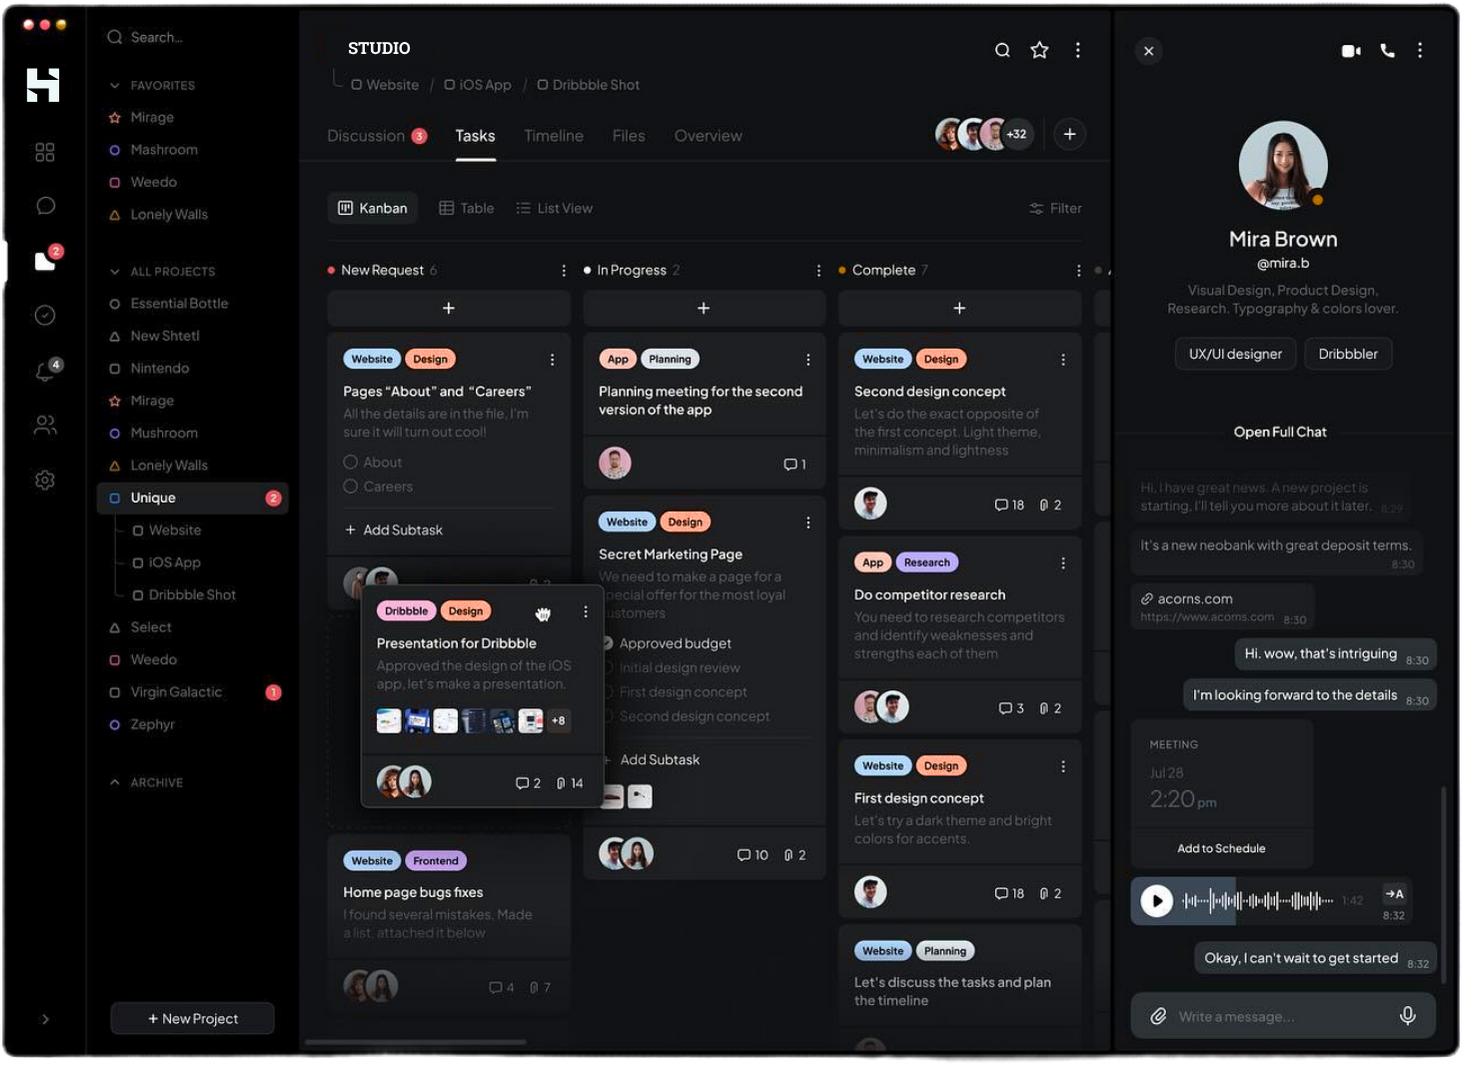 Search...
FAVORITES
Mirage
Mashroom
Weedo
Lonely Walls
ALL PROJECTS
Essential Bottle
New Shtetl
Nintendo
Mirage
Mushroom
Lonely Walls
Unique 2
Website
iOS App
Dribbble Shot
Select
Weedo
Virgin Galactic 1
Zephyr
ARCHIVE
+ New Project
2
4
STUDIO
Website / iOS App / Dribbble Shot
Discussion 3 Tasks Timeline Files Overview
+32 +
Kanban Table List View Filter
New Request 6
+
Website Design
Pages “About” and “Careers”
All the details are in the file, I'm
sure it will turn out cool!
About
Careers
+ Add Subtask
Dribbble Design
Presentation for Dribbble
Approved the design of the iOS
app, let's make a presentation.
+8
2 14
Website Frontend
Home page bugs fixes
I found several mistakes. Made
a list, attached it below
4 7
In Progress 2
+
App Planning
Planning meeting for the second
version of the app
1
Website Design
Secret Marketing Page
We need to make a page for a
special offer for the most loyal
customers
Approved budget
Initial design review
First design concept
Second design concept
+ Add Subtask
10 2
Complete 7
+
Website Design
Second design concept
Let's do the exact opposite of
the first concept. Light theme,
minimalism and lightness
18 2
App Research
Do competitor research
You need to research competitors
and identify weaknesses and
strengths each of them
3 2
Website Design
First design concept
Let's try a dark theme and bright
colors for accents.
18 2
Website Planning
Let's discuss the tasks and plan
the timeline
Mira Brown
@mira.b
Visual Design, Product Design,
Research. Typography & colors lover.
UX/UI designer Dribbbler
Open Full Chat
Hi, I have great news. A new project is
starting, I'll tell you more about it later. 8:29
It's a new neobank with great deposit terms.
8:30
acorns.com
https://www.acorns.com 8:30
Hi. wow, that's intriguing 8:30
I'm looking forward to the details 8:30
MEETING
Jul 28
2:20 pm
Add to Schedule
1:42 →A
8:32
Okay, I can't wait to get started 8:32
Write a message...